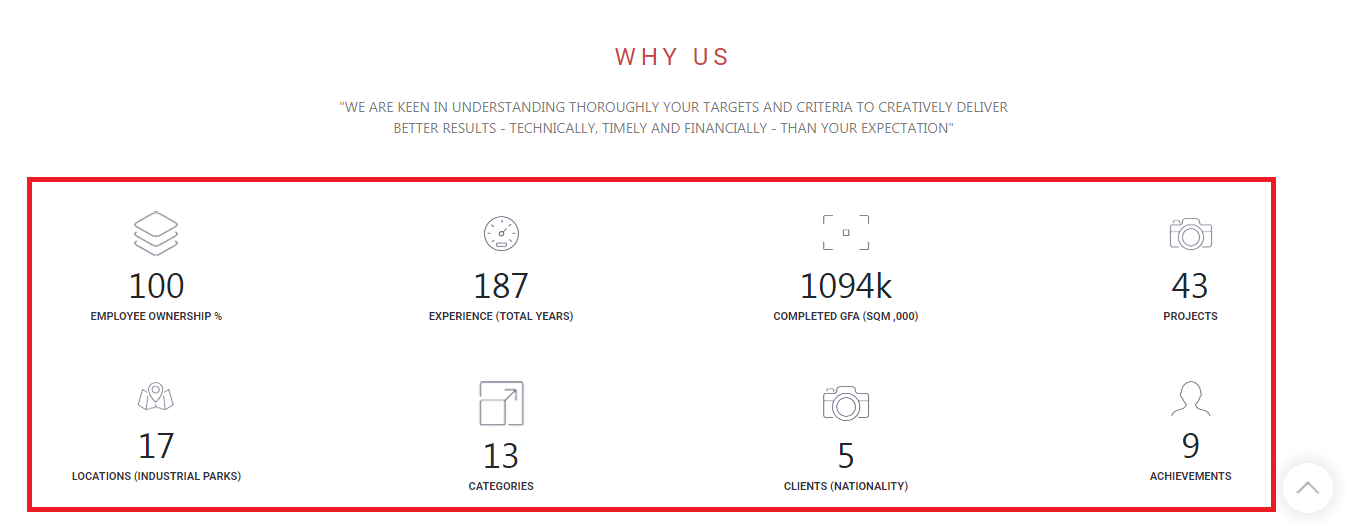 WHY US
"WE ARE KEEN IN UNDERSTANDING THOROUGHLY YOUR TARGETS AND CRITERIA TO CREATIVELY DELIVER
BETTER RESULTS - TECHNICALLY, TIMELY AND FINANCIALLY - THAN YOUR EXPECTATION"
100
EMPLOYEE OWNERSHIP %
187
EXPERIENCE (TOTAL YEARS)
1094k
COMPLETED GFA (SQM ,000)
43
PROJECTS
17
LOCATIONS (INDUSTRIAL PARKS)
13
CATEGORIES
5
CLIENTS (NATIONALITY)
9
ACHIEVEMENTS